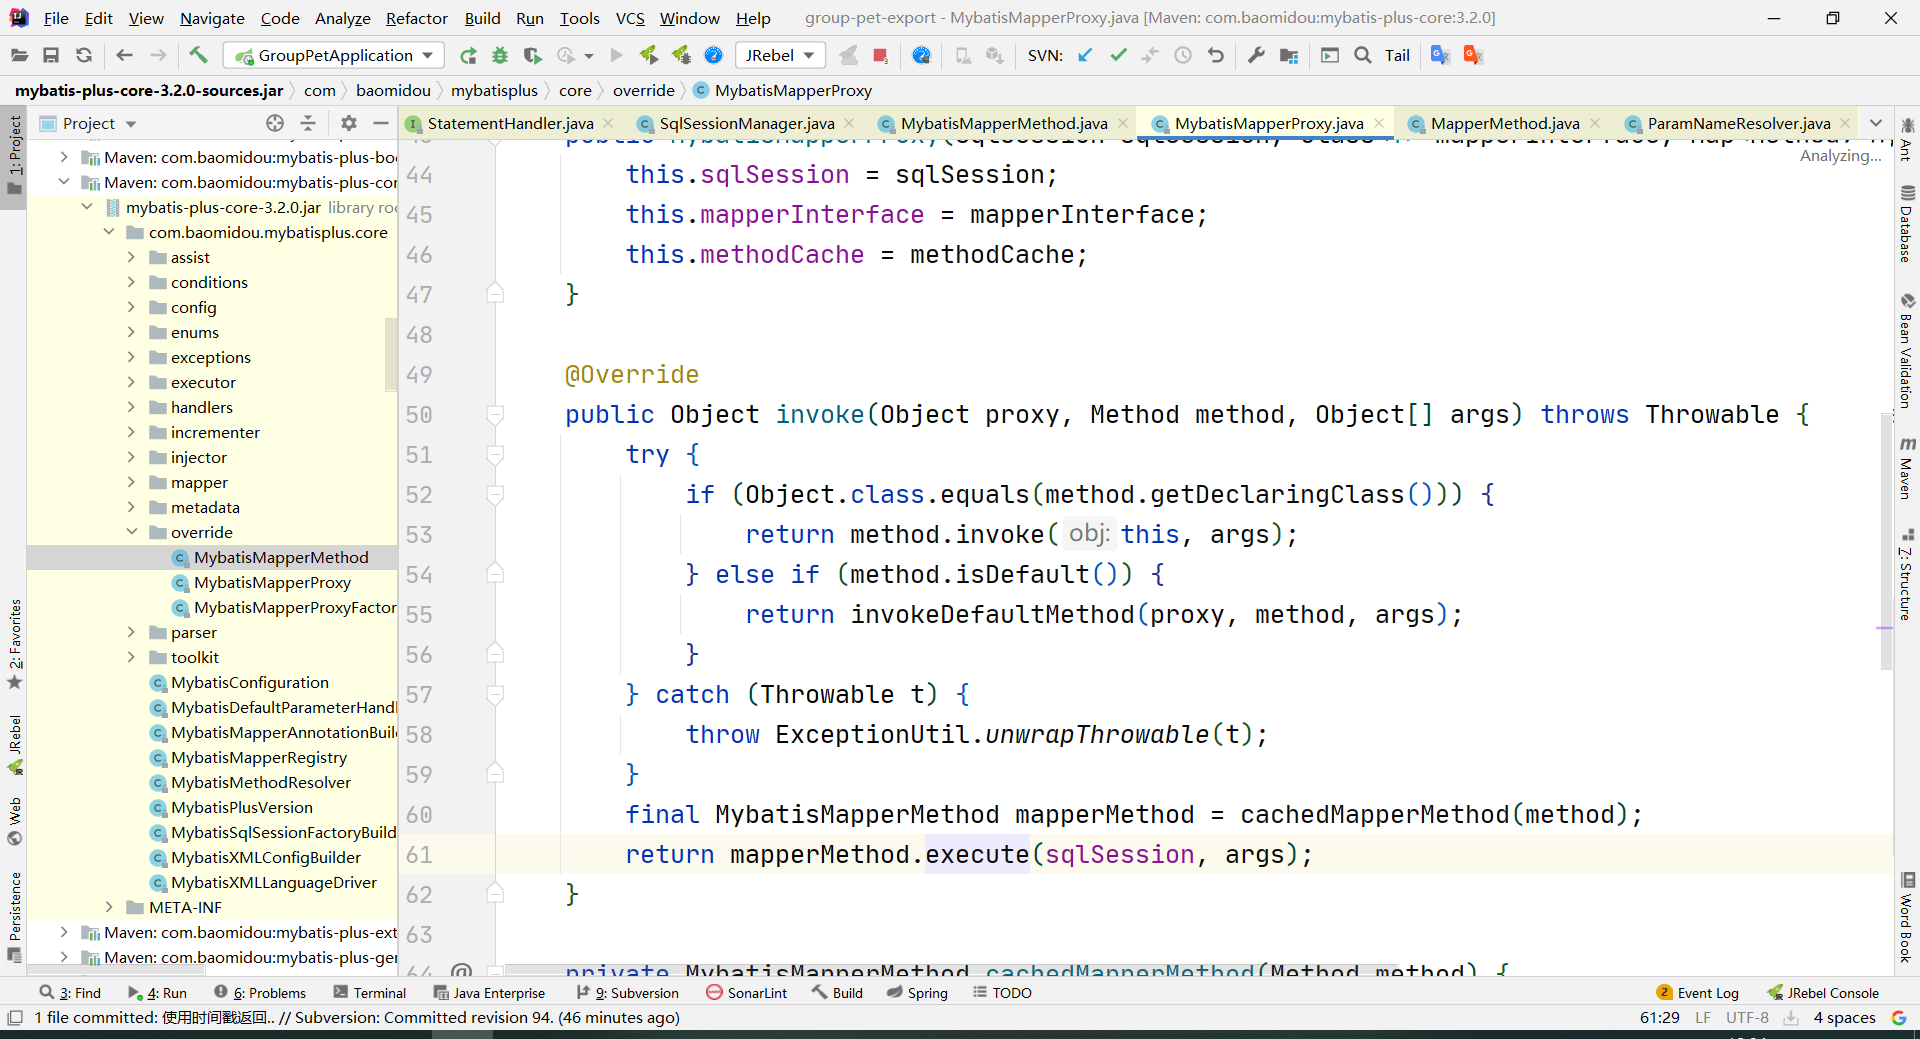 File Edit View Navigate Code Analyze Refactor Build Run Tools VCS Window Help group-pet-export - MybatisMapperProxy.java [Maven: com.baomidou:mybatis-plus-core:3.2.0]
GroupPetApplication JRebel SVN: Tail
mybatis-plus-core-3.2.0-sources.jar com baomidou mybatisplus core override MybatisMapperProxy
Project
StatementHandler.java SqlSessionManager.java MybatisMapperMethod.java MybatisMapperProxy.java MapperMethod.java ParamNameResolver.java
Analyzing...
1: Project
2: Favorites
JRebel
Web
Persistence
Maven: com.baomidou:mybatis-plus-boo
Maven: com.baomidou:mybatis-plus-cor
mybatis-plus-core-3.2.0.jar library roo
com.baomidou.mybatisplus.core
assist
conditions
config
enums
exceptions
executor
handlers
incrementer
injector
mapper
metadata
override
MybatisMapperMethod
MybatisMapperProxy
MybatisMapperProxyFactor
parser
toolkit
MybatisConfiguration
MybatisDefaultParameterHandl
MybatisMapperAnnotationBuil
MybatisMapperRegistry
MybatisMethodResolver
MybatisPlusVersion
MybatisSqlSessionFactoryBuild
MybatisXMLConfigBuilder
MybatisXMLLanguageDriver
META-INF
Maven: com.baomidou:mybatis-plus-ext
Maven: com.baomidou:mybatis-plus-gen
44 this.sqlSession = sqlSession;
45 this.mapperInterface = mapperInterface;
46 this.methodCache = methodCache;
47 }
48
49 @Override
50 public Object invoke(Object proxy, Method method, Object[] args) throws Throwable {
51 try {
52 if (Object.class.equals(method.getDeclaringClass())) {
53 return method.invoke( obj: this, args);
54 } else if (method.isDefault()) {
55 return invokeDefaultMethod(proxy, method, args);
56 }
57 } catch (Throwable t) {
58 throw ExceptionUtil.unwrapThrowable(t);
59 }
60 final MybatisMapperMethod mapperMethod = cachedMapperMethod(method);
61 return mapperMethod.execute(sqlSession, args);
62 }
63
64 @ private MybatisMapperMethod cachedMapperMethod(Method method) {
Ant
Database
Bean Validation
Maven
7: Structure
Word Book
3: Find 4: Run 6: Problems Terminal Java Enterprise 9: Subversion SonarLint Build Spring TODO 2 Event Log JRebel Console
1 file committed: 使用时间戳返回.. // Subversion: Committed revision 94. (46 minutes ago) 61:29 LF UTF-8 4 spaces